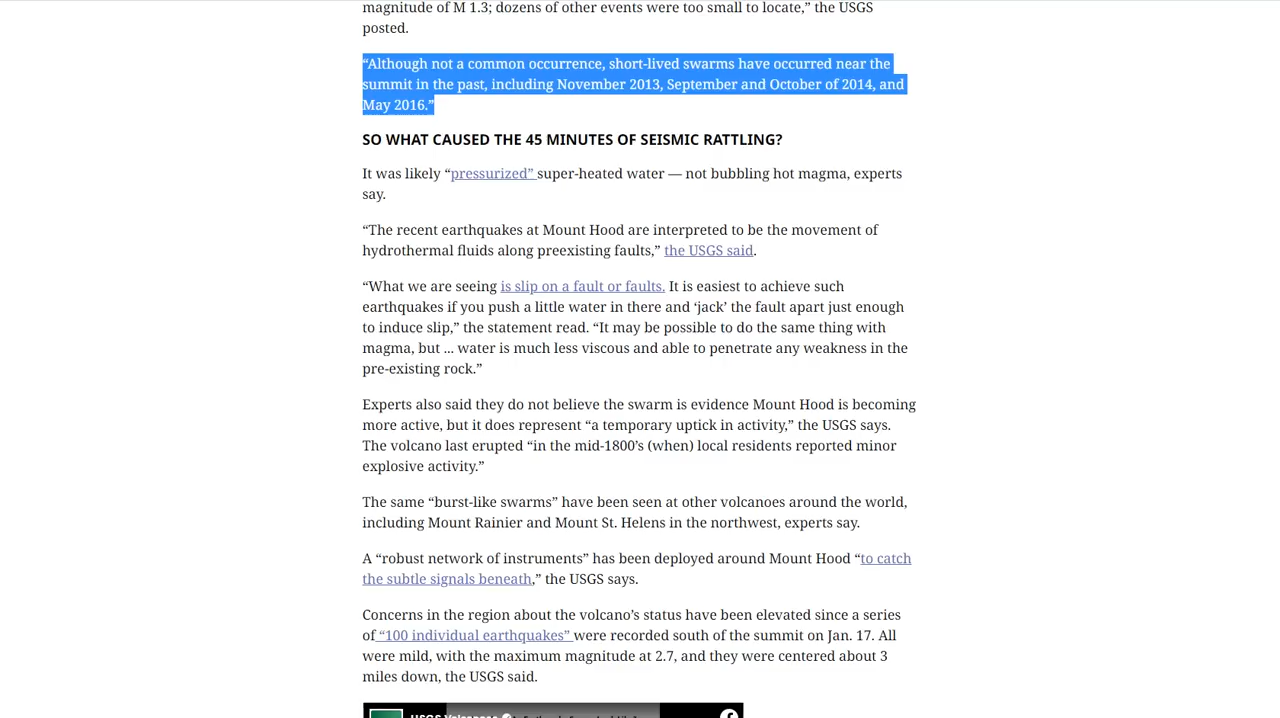 magnitude of M 1.3; dozens of other events were too small to locate,” the USGS
posted.
“Although not a common occurrence, short-lived swarms have occurred near the
summit in the past, including November 2013, September and October of 2014, and
May 2016.”
SO WHAT CAUSED THE 45 MINUTES OF SEISMIC RATTLING?
It was likely “pressurized” super-heated water — not bubbling hot magma, experts
say.
“The recent earthquakes at Mount Hood are interpreted to be the movement of
hydrothermal fluids along preexisting faults,” the USGS said.
“What we are seeing is slip on a fault or faults. It is easiest to achieve such
earthquakes if you push a little water in there and ‘jack’ the fault apart just enough
to induce slip,” the statement read. “It may be possible to do the same thing with
magma, but ... water is much less viscous and able to penetrate any weakness in the
pre-existing rock.”
Experts also said they do not believe the swarm is evidence Mount Hood is becoming
more active, but it does represent “a temporary uptick in activity,” the USGS says.
The volcano last erupted “in the mid-1800’s (when) local residents reported minor
explosive activity.”
The same “burst-like swarms” have been seen at other volcanoes around the world,
including Mount Rainier and Mount St. Helens in the northwest, experts say.
A “robust network of instruments” has been deployed around Mount Hood “to catch
the subtle signals beneath,” the USGS says.
Concerns in the region about the volcano’s status have been elevated since a series
of “100 individual earthquakes” were recorded south of the summit on Jan. 17. All
were mild, with the maximum magnitude at 2.7, and they were centered about 3
miles down, the USGS said.
USGS Volcanoes